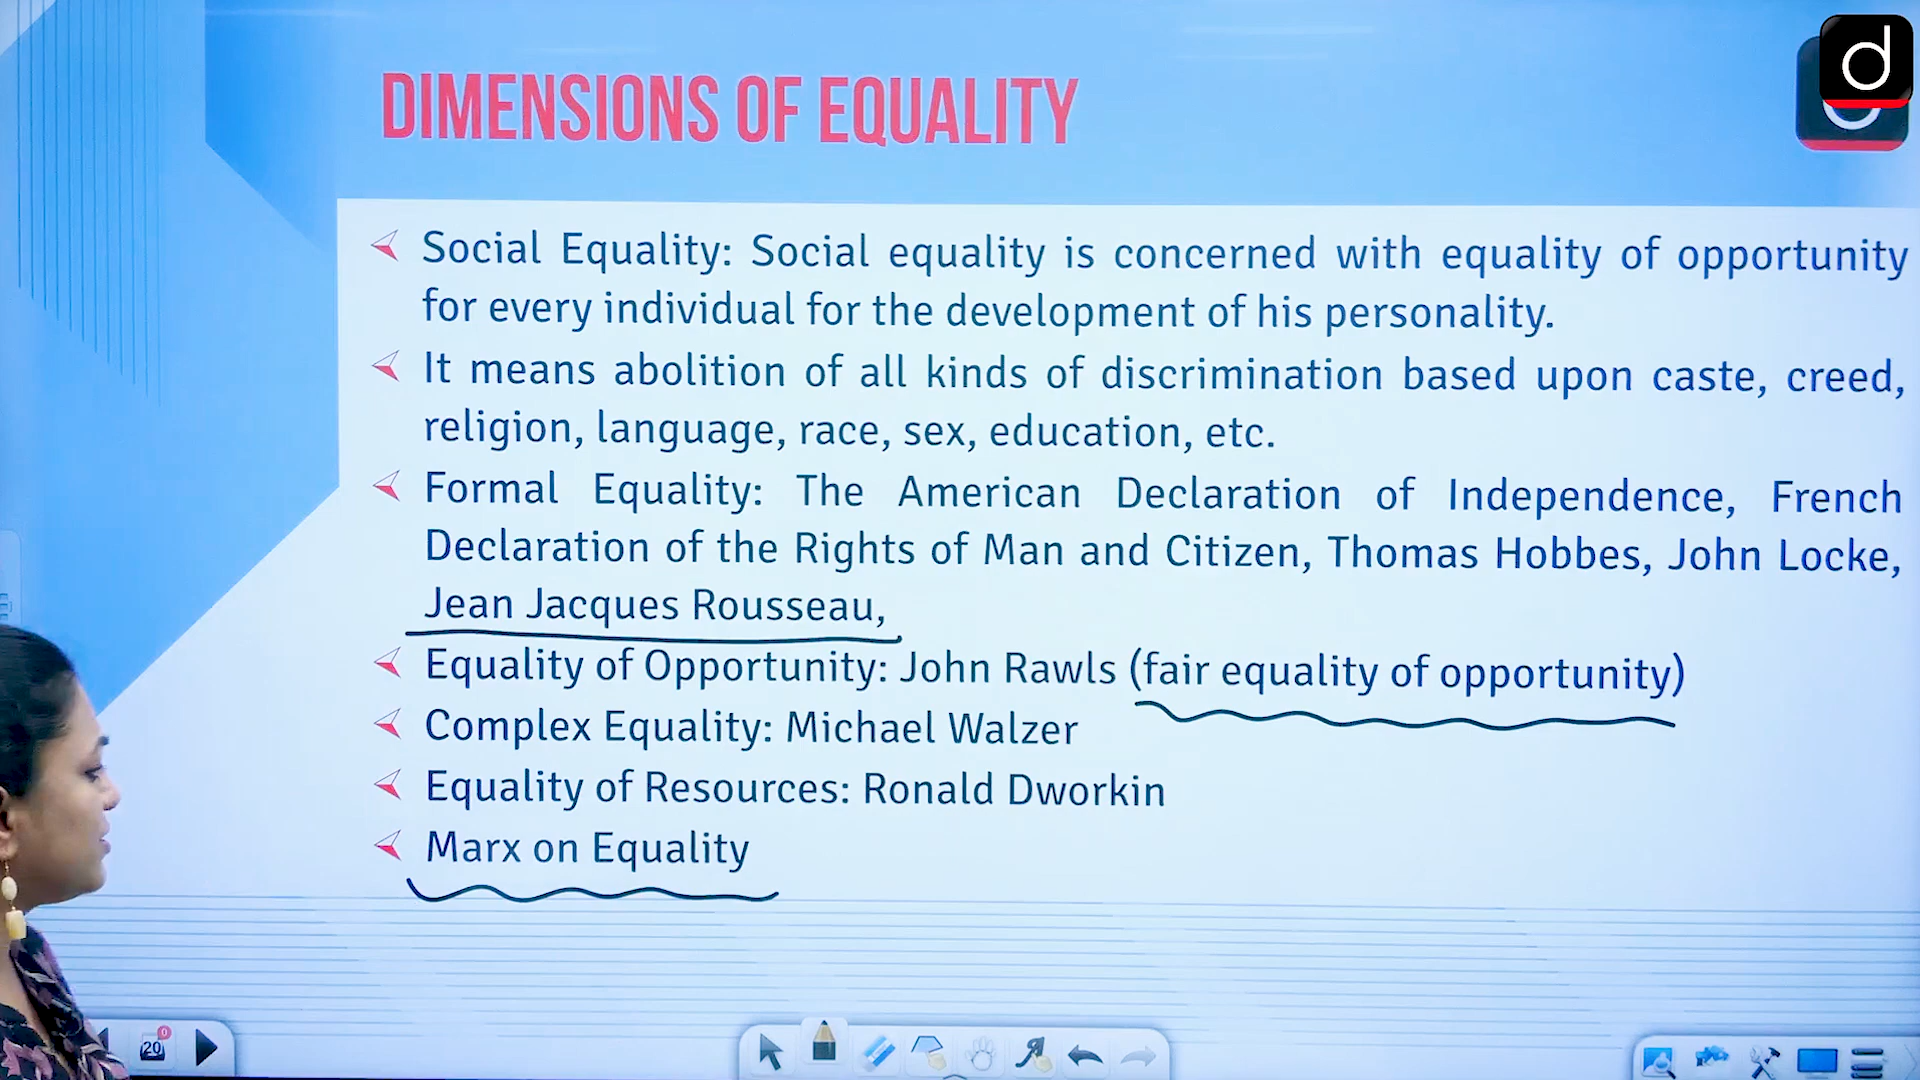 d
DIMENSIONS OF EQUALITY
Social Equality: Social equality is concerned with equality of opportunity
for every individual for the development of his personality.
It means abolition of all kinds of discrimination based upon caste, creed,
religion, language, race, sex, education, etc.
Formal Equality: The American Declaration of Independence, French
Declaration of the Rights of Man and Citizen, Thomas Hobbes, John Locke,
Jean Jacques Rousseau,
Equality of Opportunity: John Rawls (fair equality of opportunity)
Complex Equality: Michael Walzer
Equality of Resources: Ronald Dworkin
Marx on Equality
0
20